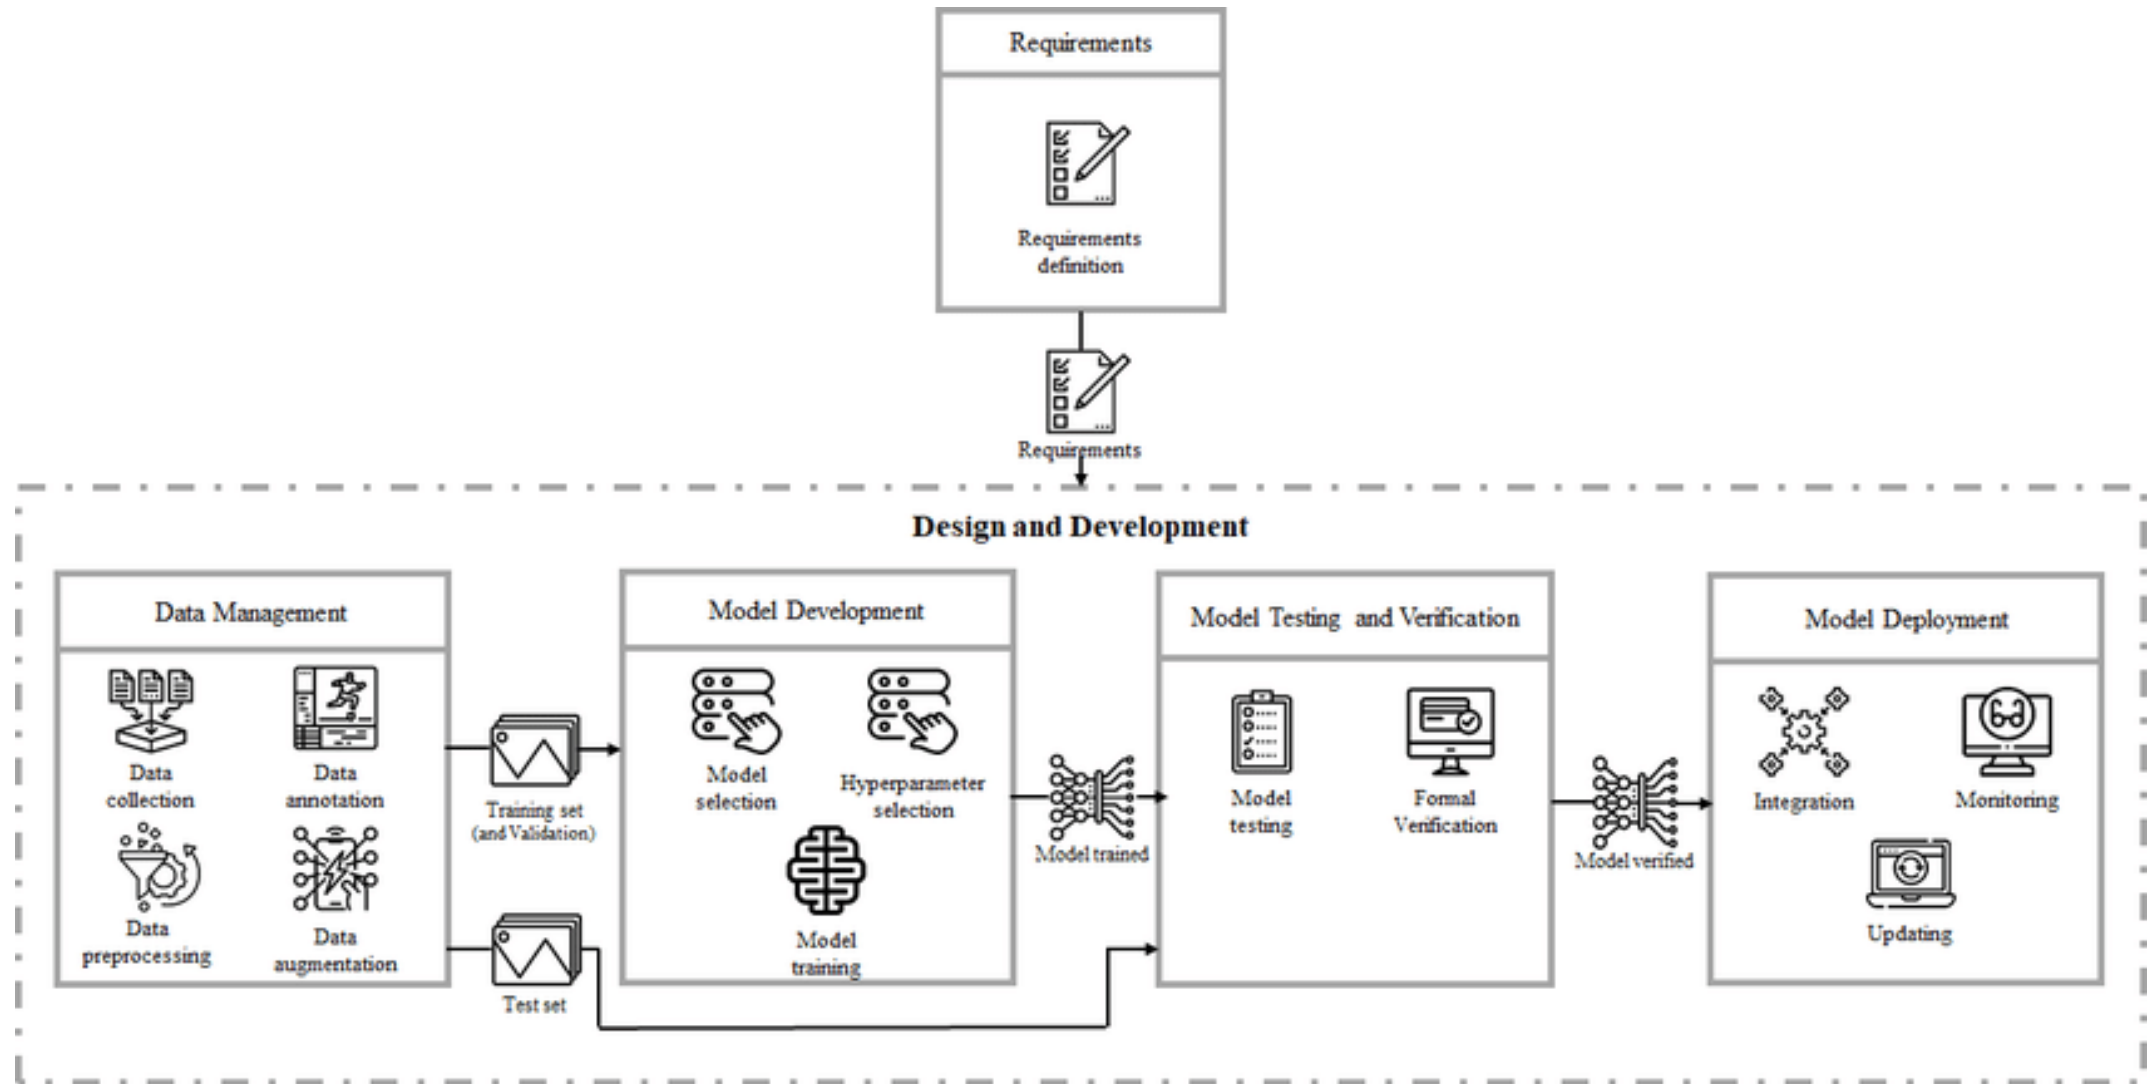 Requirements
Requirements
definition
Requirements
Design and Development
Data Management
Data
collection
Data
annotation
Data
preprocessing
Data
augmentation
Training set
(and Validation)
Test set
Model Development
Model
selection
Hyperparameter
selection
Model
training
Model trained
Model Testing and Verification
Model
testing
Formal
Verification
Model verified
Model Deployment
Integration
Monitoring
Updating